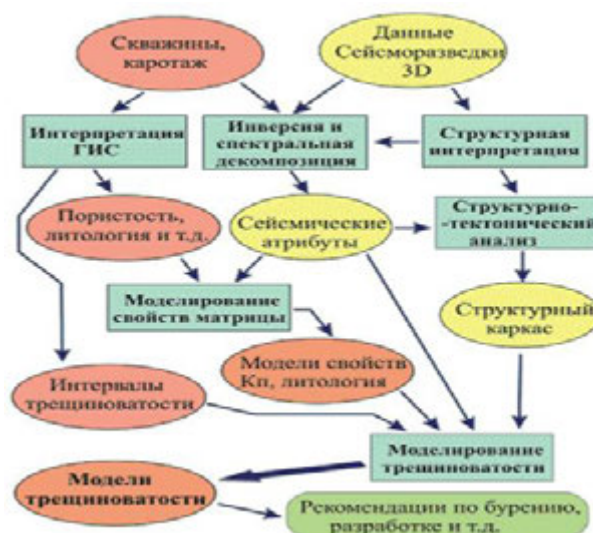 Скважины,
каротаж
Данные
Сейсморазведки
3D
Интерпретация
ГИС
Инверсия и
спектральная
декомпозиция
Структурная
интерпретация
Пористость,
литология и т.д.
Сейсмические
атрибуты
Структурно-
-тектонический
анализ
Моделирование
свойств матрицы
Структурный
каркас
Модели свойств
Кп, литология
Интервалы
трещиноватости
Моделирование
трещиноватости
Модели
трещиноватости
Рекомендации по бурению,
разработке и т.д.